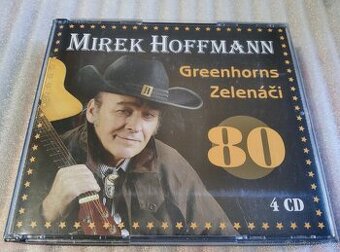 MIREK HOFFMANN
Greenhorns
Zelenáči
80
4 CD